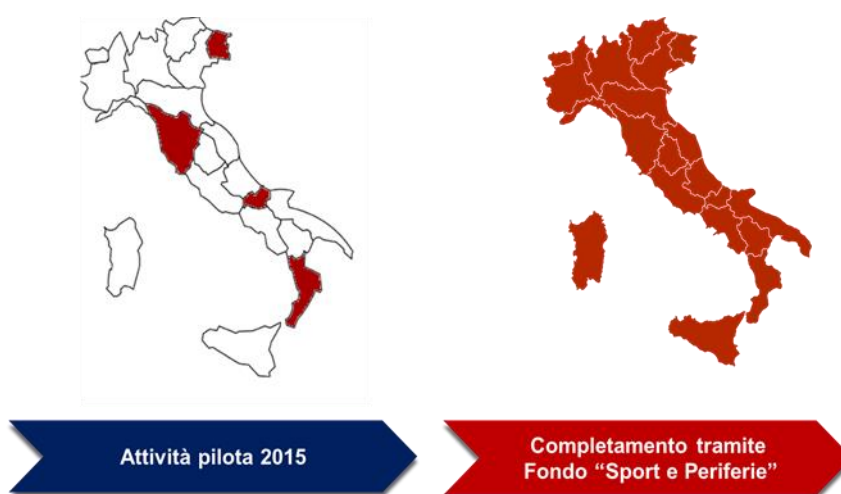 Attività pilota 2015
Completamento tramite
Fondo “Sport e Periferie”